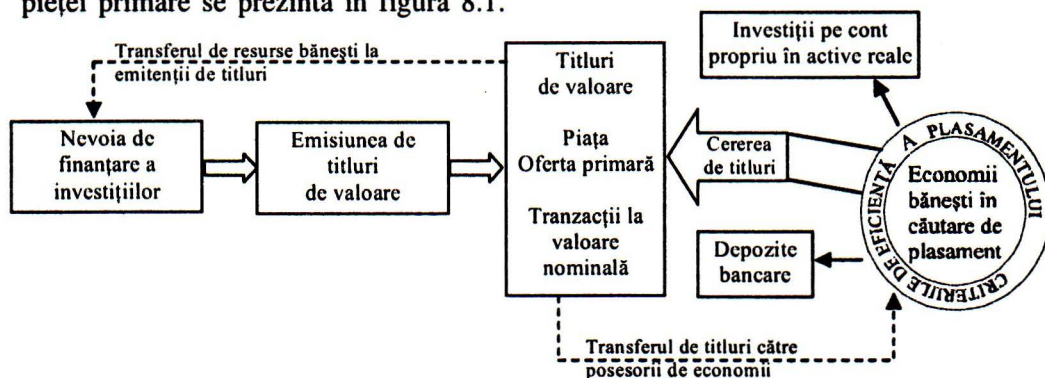 pieței primare se prezintă în figura 8.1.
Transferul de resurse bănești la
emitenții de titluri
Nevoia de
finanțare a
investițiilor
Emisiunea de
titluri
de valoare
Titluri
de valoare
Piața
Oferta primară
Tranzacții la
valoare
nominală
Investiții pe cont
propriu în active reale
Cererea
de titluri
Depozite
bancare
CRITERIILE DE EFICIENȚĂ A PLASAMENTULUI
Economii
bănești în
căutare de
plasament
Transferul de titluri către
posesorii de economii